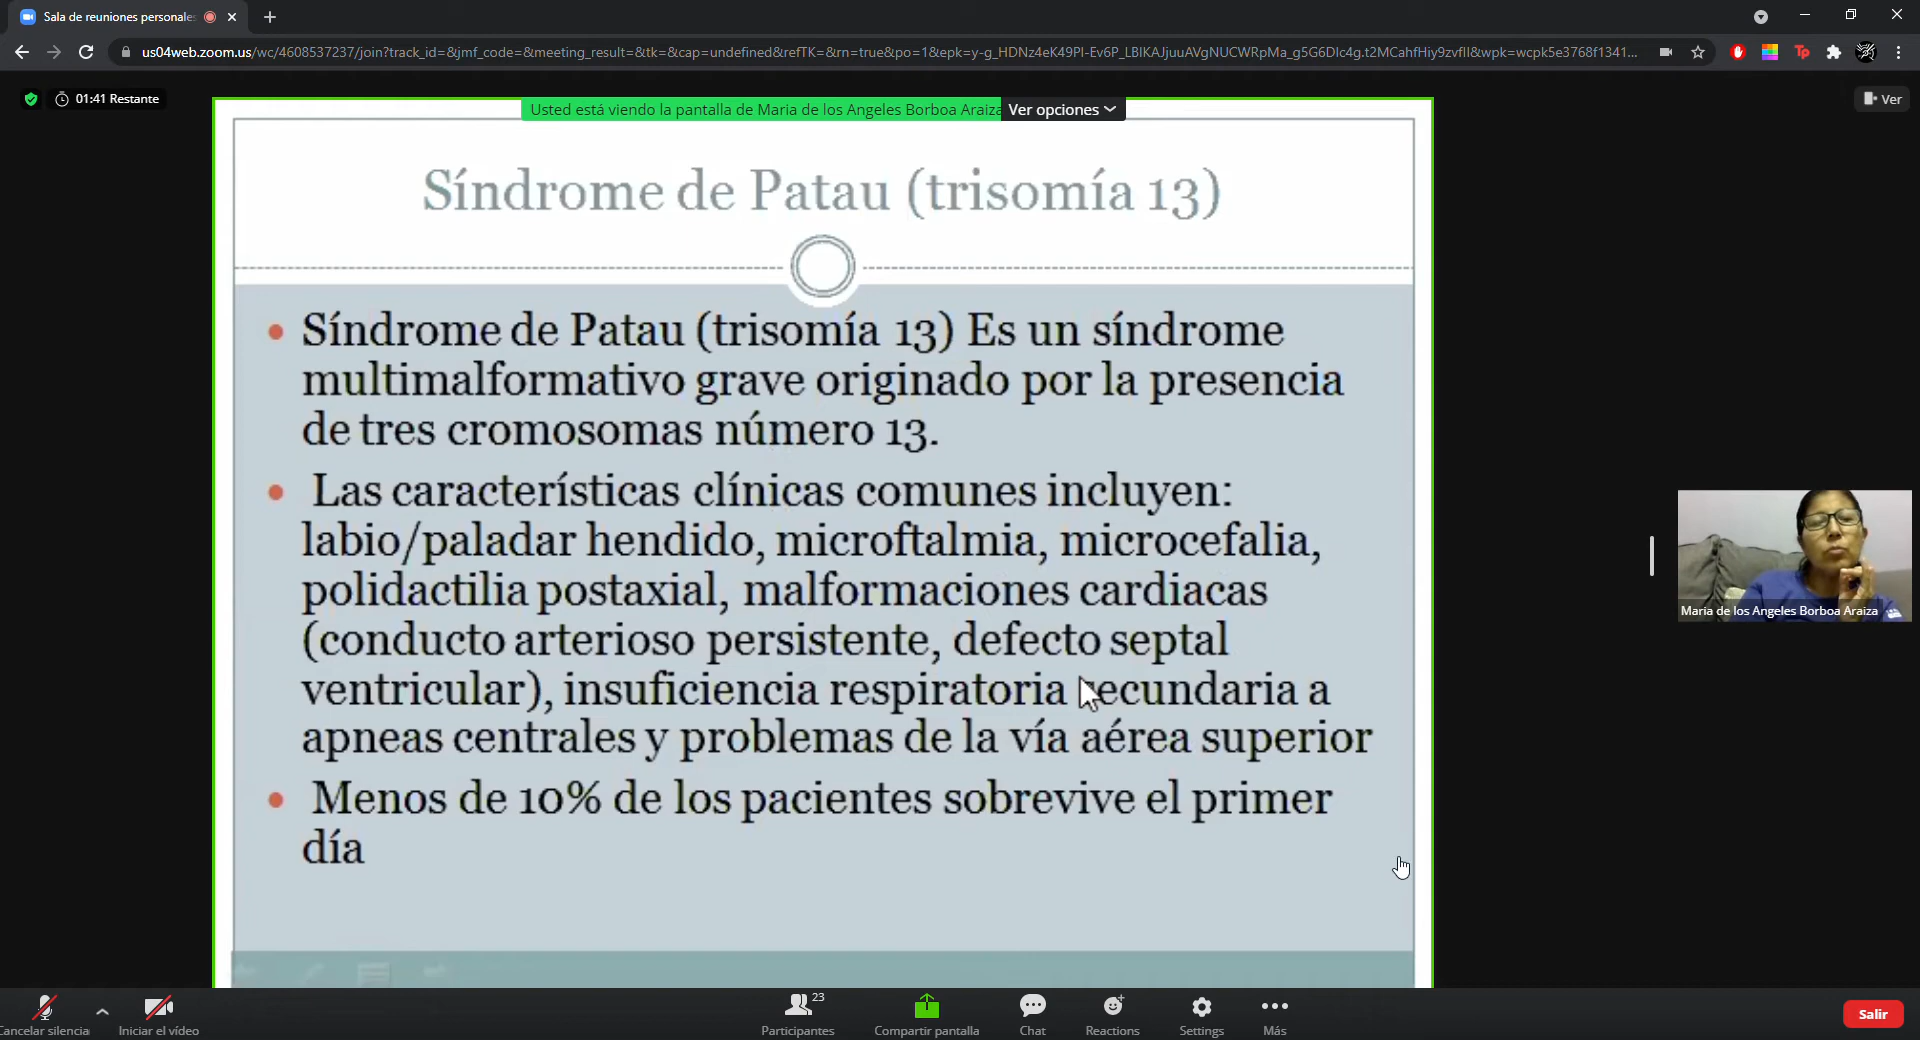 Sala de reuniones personales
us04web.zoom.us/wc/4608537237/join?track_id=&jmf_code=&meeting_result=&tk=&cap=undefined&refTK=&rn=true&po=1&epk=y-g_HDNz4eK49PI-Ev6P_LBIKAJjuuAVgNUCWRpMa_g5G6DIc4g.t2MCahfHiy9zvfII&wpk=wcpk5e3768f1341...
01:41 Restante
Usted está viendo la pantalla de Maria de los Angeles Borboa Araiza
Ver opciones
Ver
Síndrome de Patau (trisomía 13)
• Síndrome de Patau (trisomía 13) Es un síndrome
multimalformativo grave originado por la presencia
de tres cromosomas número 13.
• Las características clínicas comunes incluyen:
labio/paladar hendido, microftalmia, microcefalia,
polidactilia postaxial, malformaciones cardiacas
(conducto arterioso persistente, defecto septal
ventricular), insuficiencia respiratoria secundaria a
apneas centrales y problemas de la vía aérea superior
• Menos de 10% de los pacientes sobrevive el primer
día
Maria de los Angeles Borboa Araiza
Cancelar silencia
Iniciar el vídeo
23
Participantes
Compartir pantalla
Chat
Reactions
Settings
Más
Salir